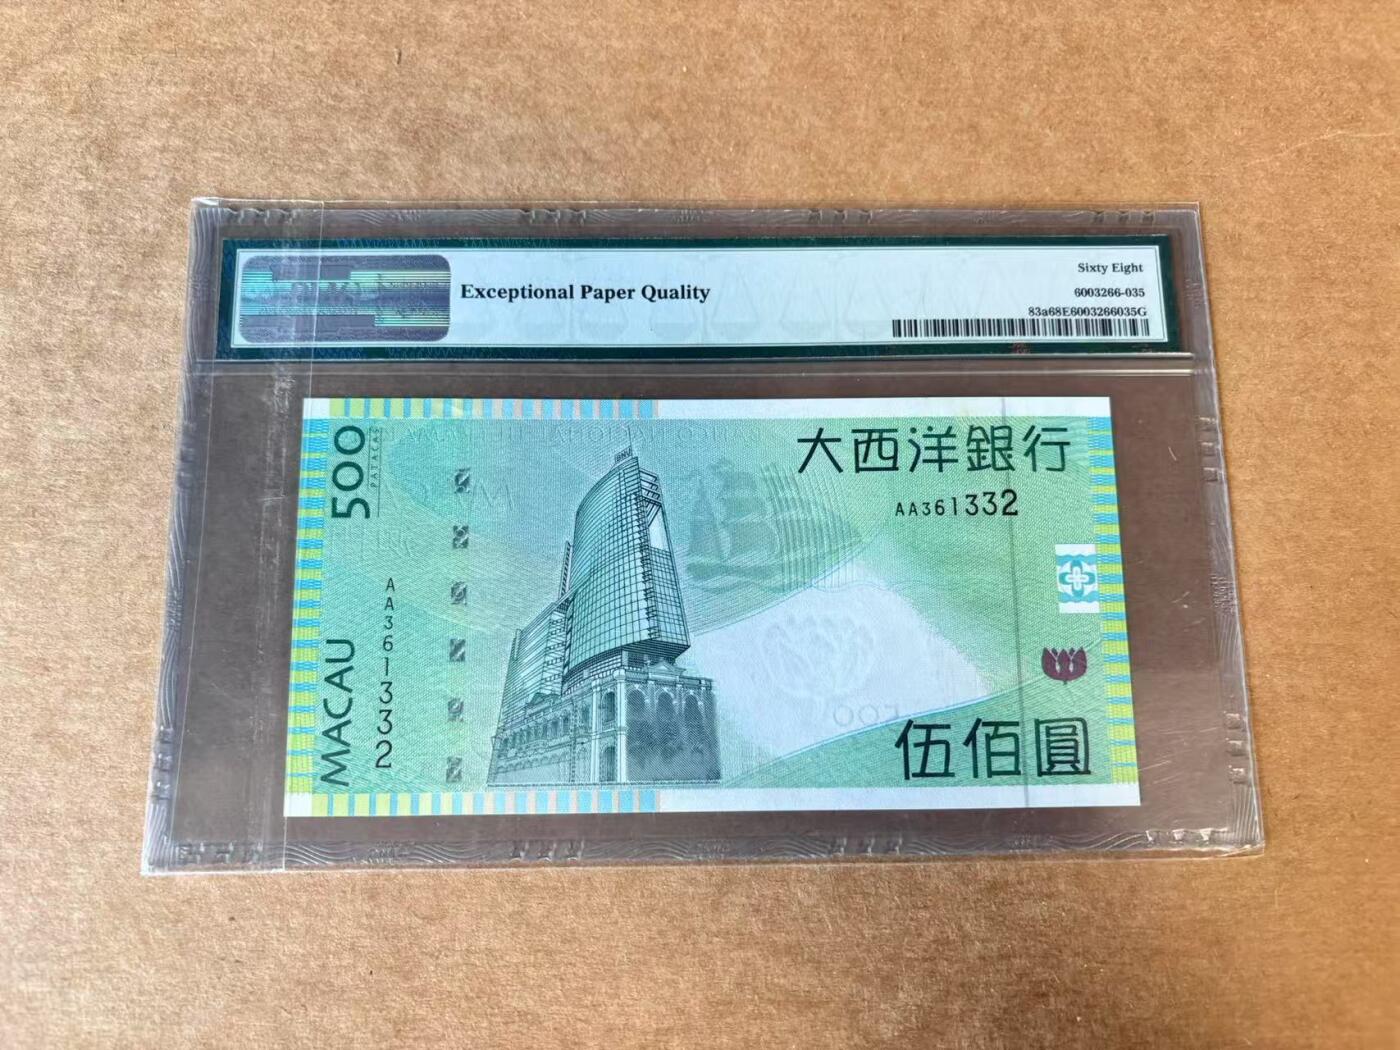 Exceptional Paper Quality
Sixty Eight
6003266-035
83a68E6003266035G
500
PATACAS
BNU
大西洋銀行
AA361332
AA361332
MACAU
伍佰圓